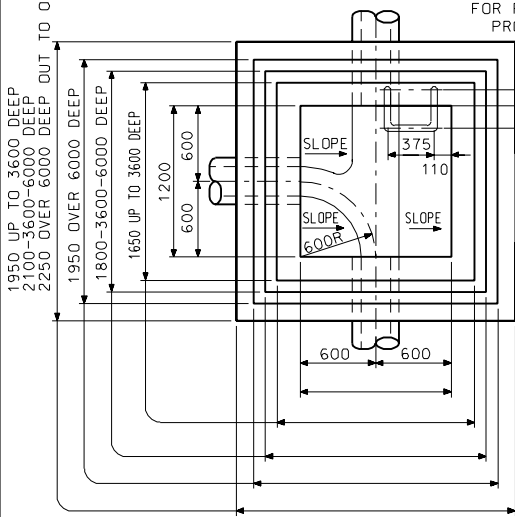 FOR
PR
1950 UP TO 3600 DEEP
2100-3600-6000 DEEP
2250 OVER 6000 DEEP OUT TO O
1950 OVER 6000 DEEP
1800-3600-6000 DEEP
1650 UP TO 3600 DEEP
1200
600
600
SLOPE
375
110
SLOPE
SLOPE
600R
600
600